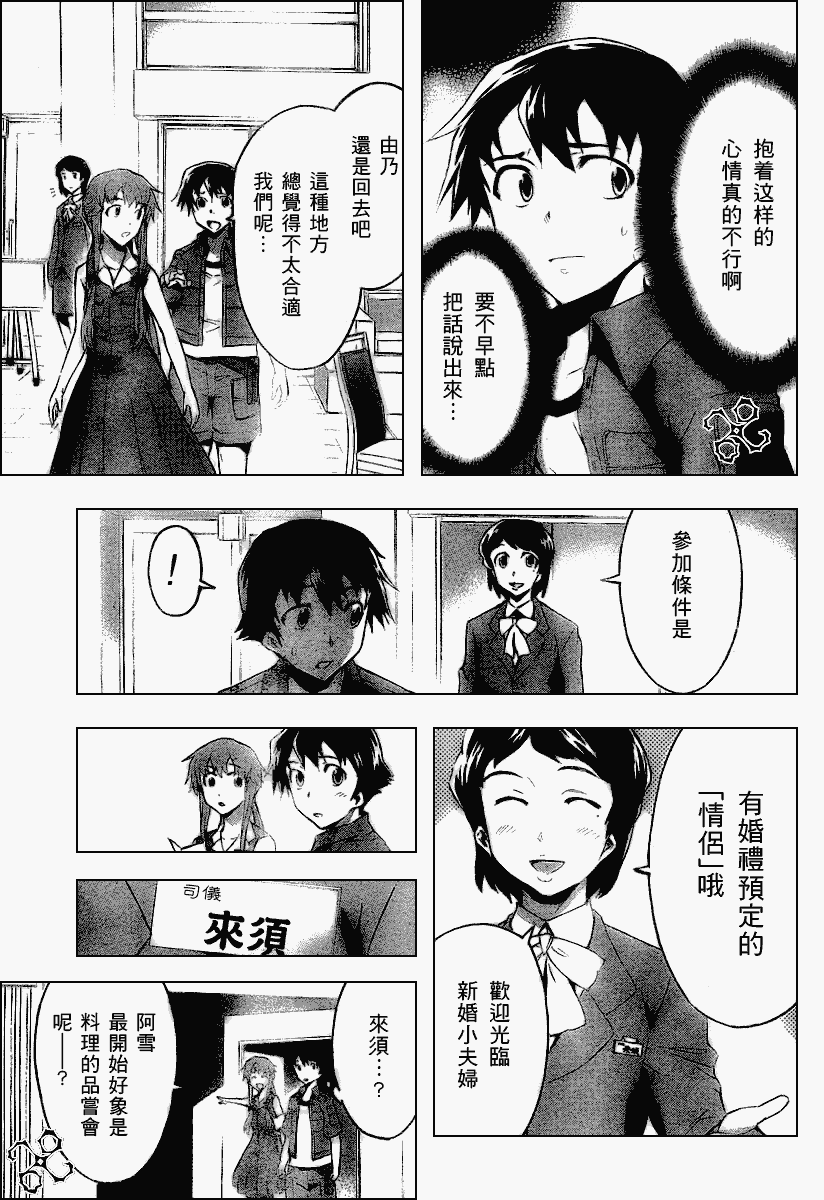 抱着这样的
心情真的不行啊
要不早點
把話說出來…
由乃
還是回去吧
這種地方
總覺得不太合適
我們呢…
參加條件是
！
有婚禮預定的
「情侶」哦
歡迎光臨
新婚小夫婦
司儀
來須
來須…？
阿雪
最開始好象是
料理的品嘗會
呢——？